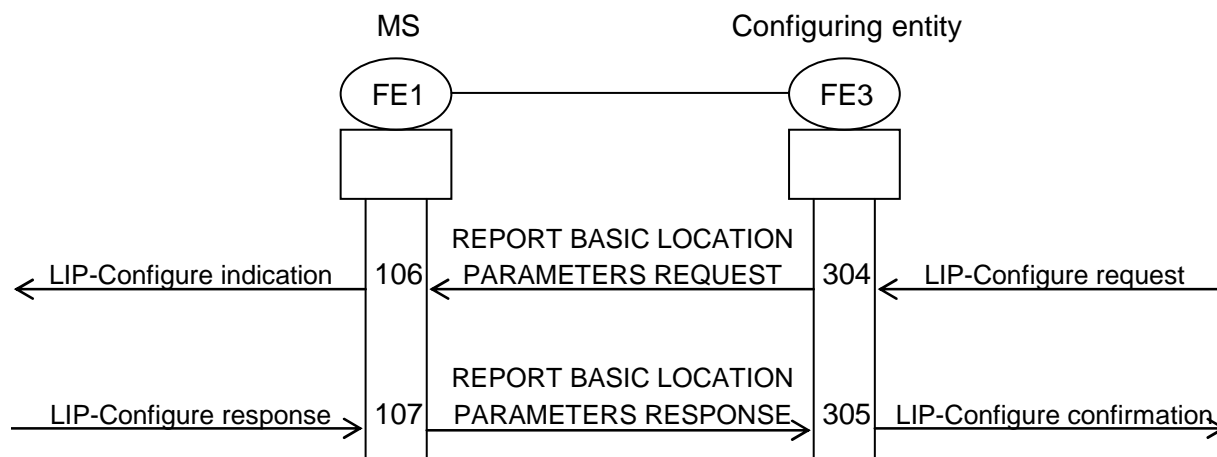 MS Configuring entity
FE1 FE3
REPORT BASIC LOCATION
LIP-Configure indication 106 PARAMETERS REQUEST 304 LIP-Configure request
REPORT BASIC LOCATION
LIP-Configure response 107 PARAMETERS RESPONSE 305 LIP-Configure confirmation